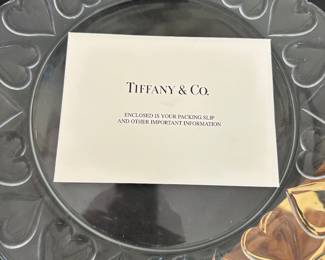 TIFFANY & CO.
ENCLOSED IS YOUR PACKING SLIP
AND OTHER IMPORTANT INFORMATION